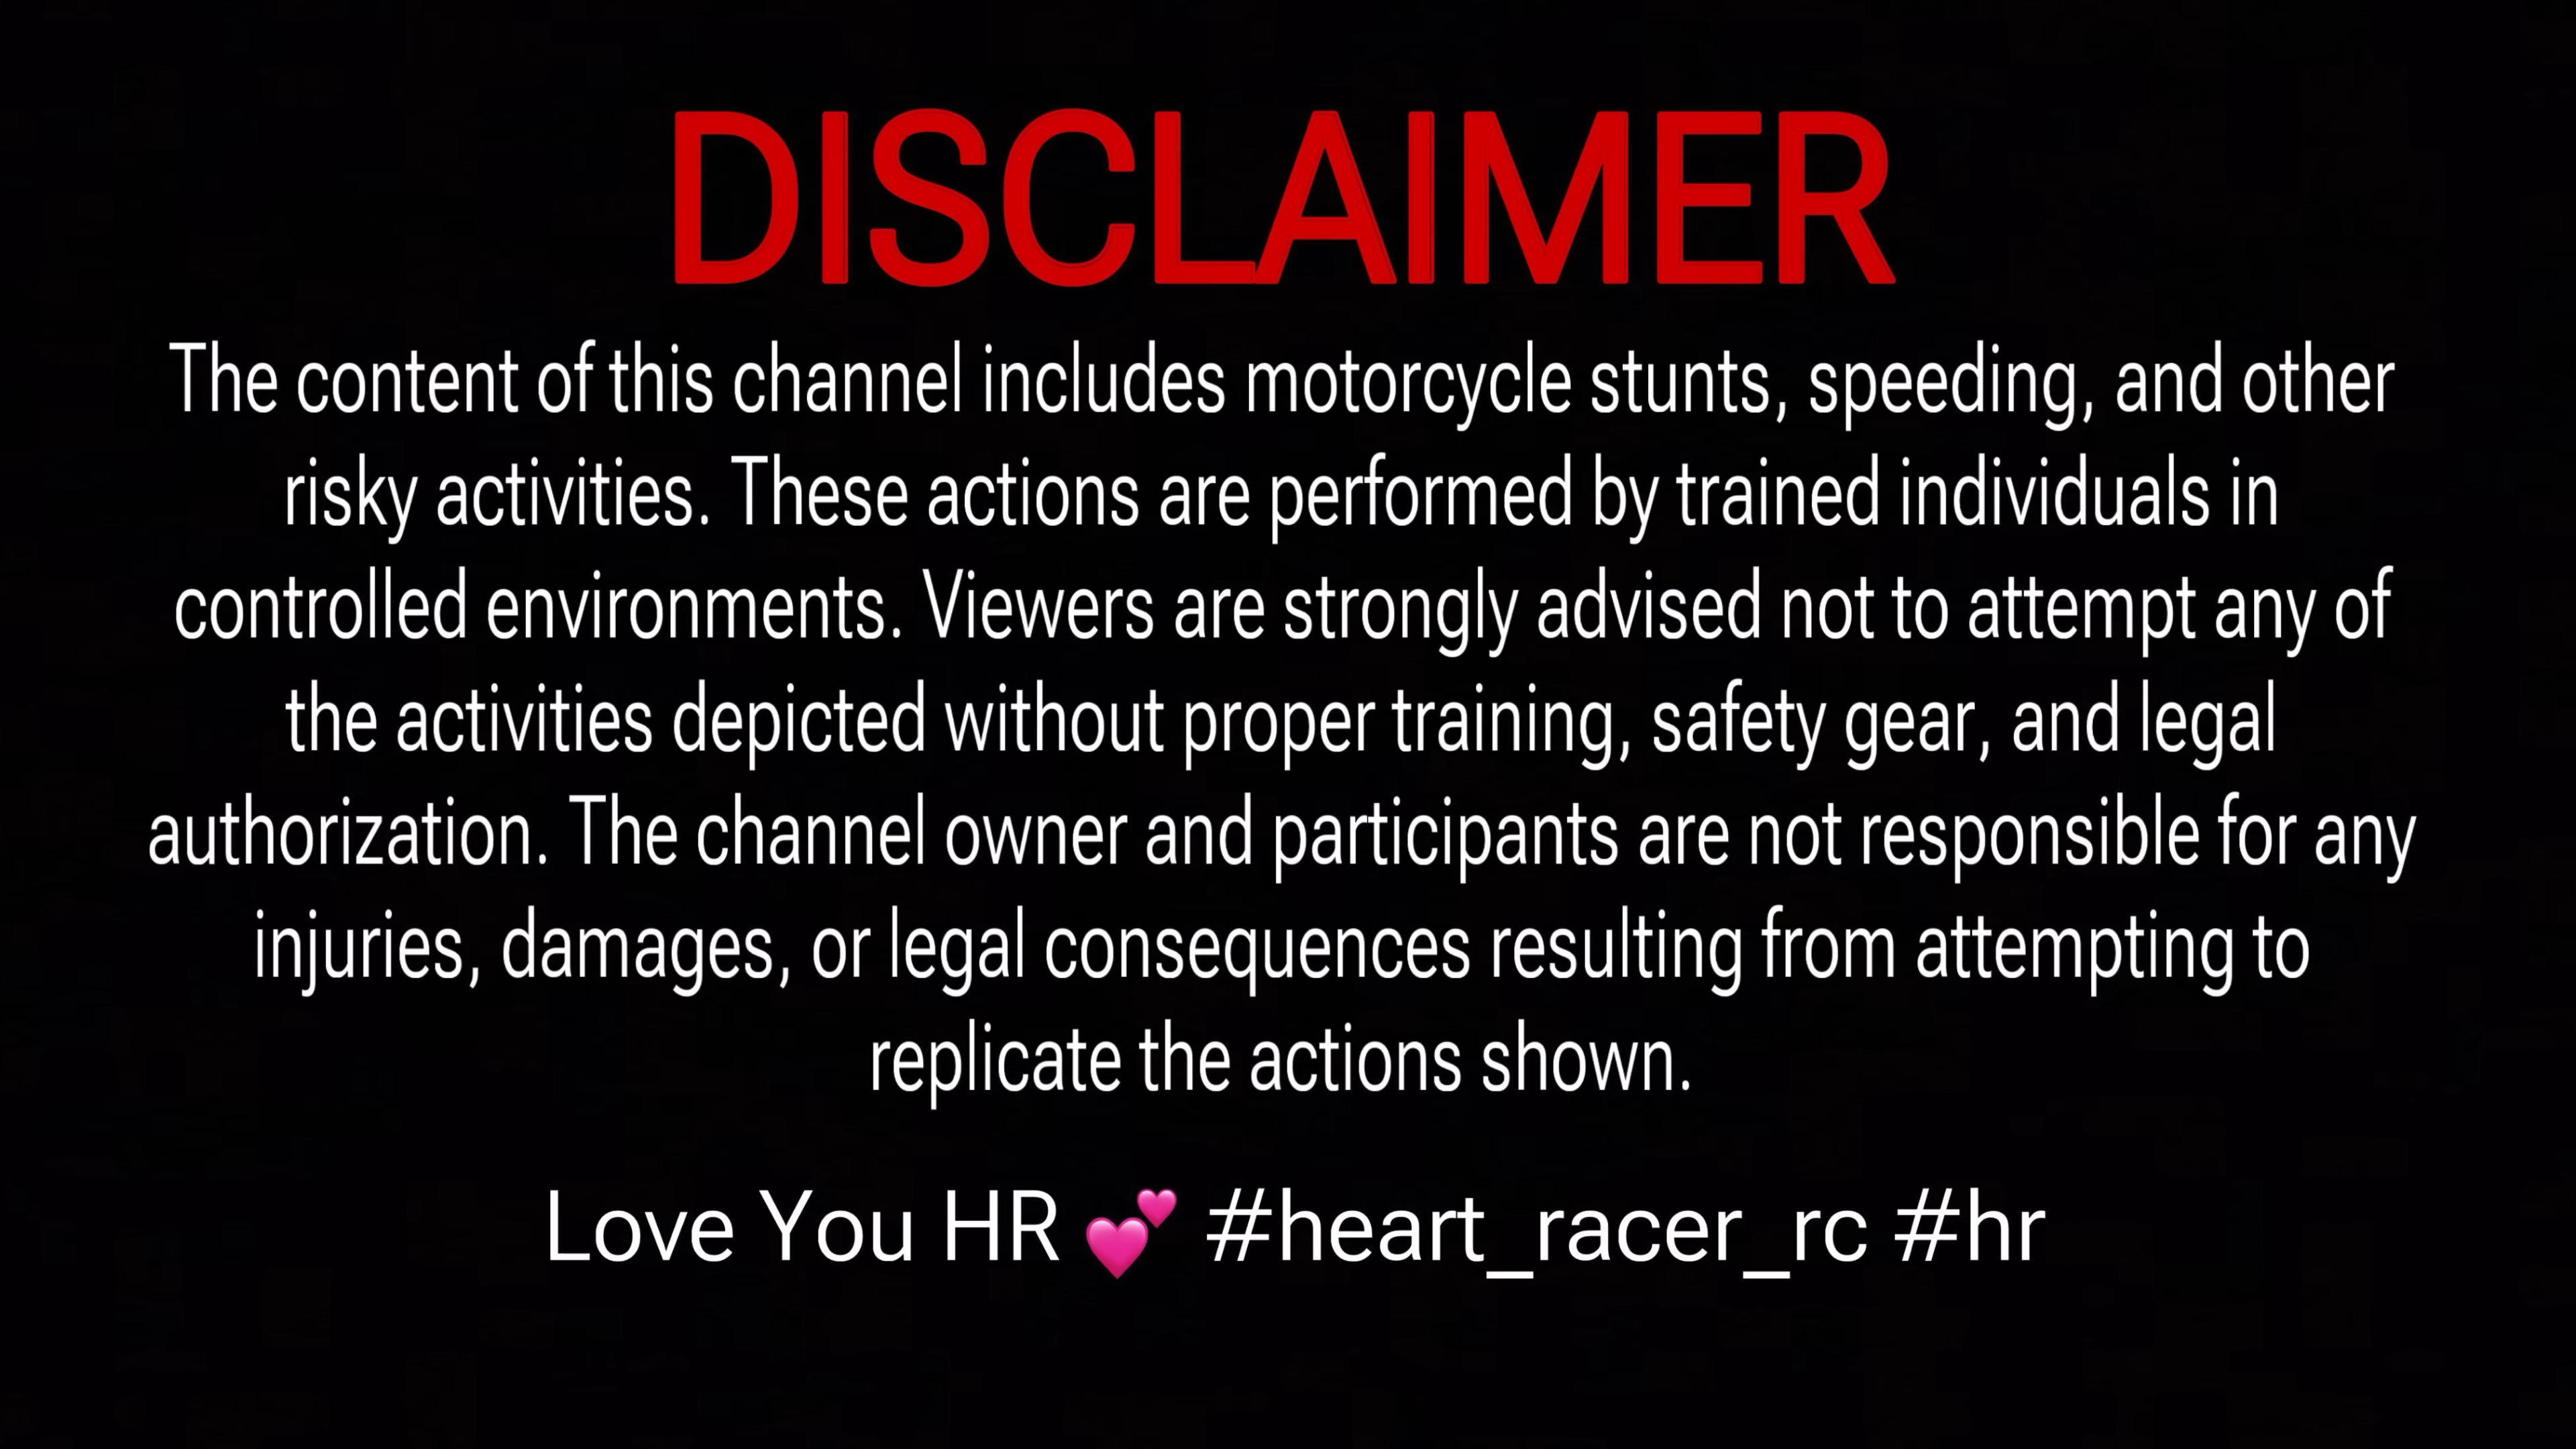 DISCLAIMER
The content of this channel includes motorcycle stunts, speeding, and other
risky activities. These actions are performed by trained individuals in
controlled environments. Viewers are strongly advised not to attempt any of
the activities depicted without proper training, safety gear, and legal
authorization. The channel owner and participants are not responsible for any
injuries, damages, or legal consequences resulting from attempting to
replicate the actions shown.
Love You HR 💕 #heart_racer_rc #hr